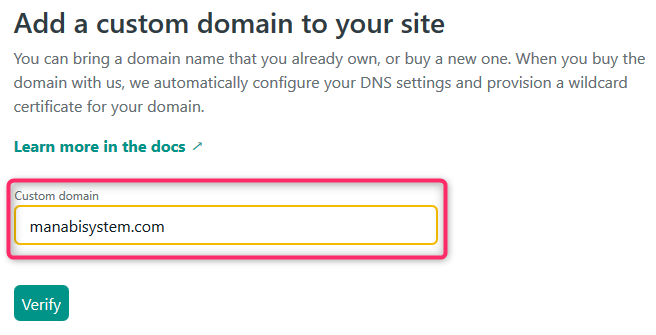 Add a custom domain to your site
You can bring a domain name that you already own, or buy a new one. When you buy the
domain with us, we automatically configure your DNS settings and provision a wildcard
certificate for your domain.
Learn more in the docs ↗
Custom domain
manabisystem.com
Verify